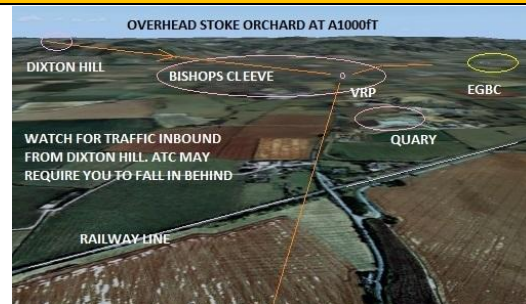 OVERHEAD STOKE ORCHARD AT A1000fT
DIXTON HILL
BISHOPS CLEEVE
VRP
EGBC
WATCH FOR TRAFFIC INBOUND
FROM DIXTON HILL. ATC MAY
REQUIRE YOU TO FALL IN BEHIND
QUARY
RAILWAY LINE